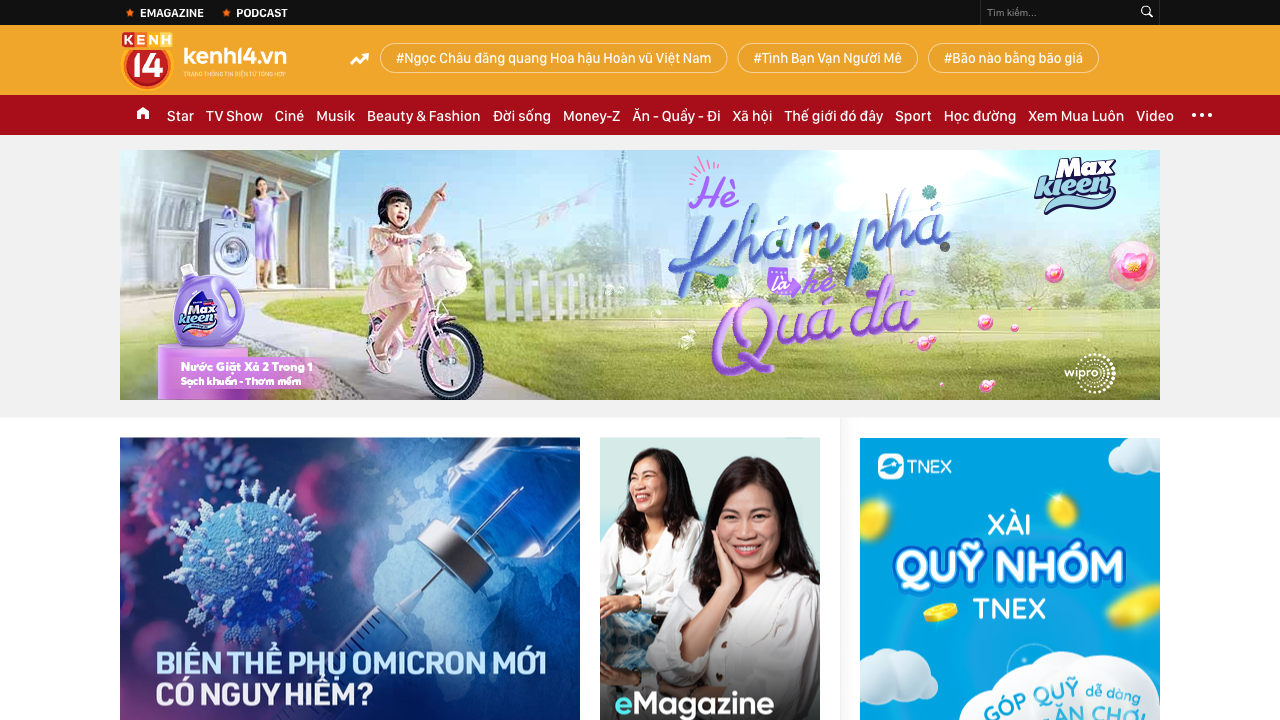 EMAGAZINE
PODCAST
Tìm kiếm...
KENH
14
kenh14.vn
TRANG THÔNG TIN ĐIỆN TỬ TỔNG HỢP
#Ngọc Châu đăng quang Hoa hậu Hoàn vũ Việt Nam
#Tình Bạn Vạn Người Mê
#Bão nào bằng bão giá
Star
TV Show
Ciné
Musik
Beauty & Fashion
Đời sống
Money-Z
Ăn - Quẩy - Đi
Xã hội
Thế giới đó đây
Sport
Học đường
Xem Mua Luôn
Video
Hè
Khám phá
là hè
Quá đã
Max
kleen
Max
kleen
Nước Giặt Xả 2 Trong 1
Sạch khuẩn - Thơm mềm
wipro
BIẾN THỂ PHỤ OMICRON MỚI
CÓ NGUY HIỂM?
eMagazine
TNEX
XÀI
QUỸ NHÓM
TNEX
GÓP QUỸ dễ dàng
ĂN CHƠI